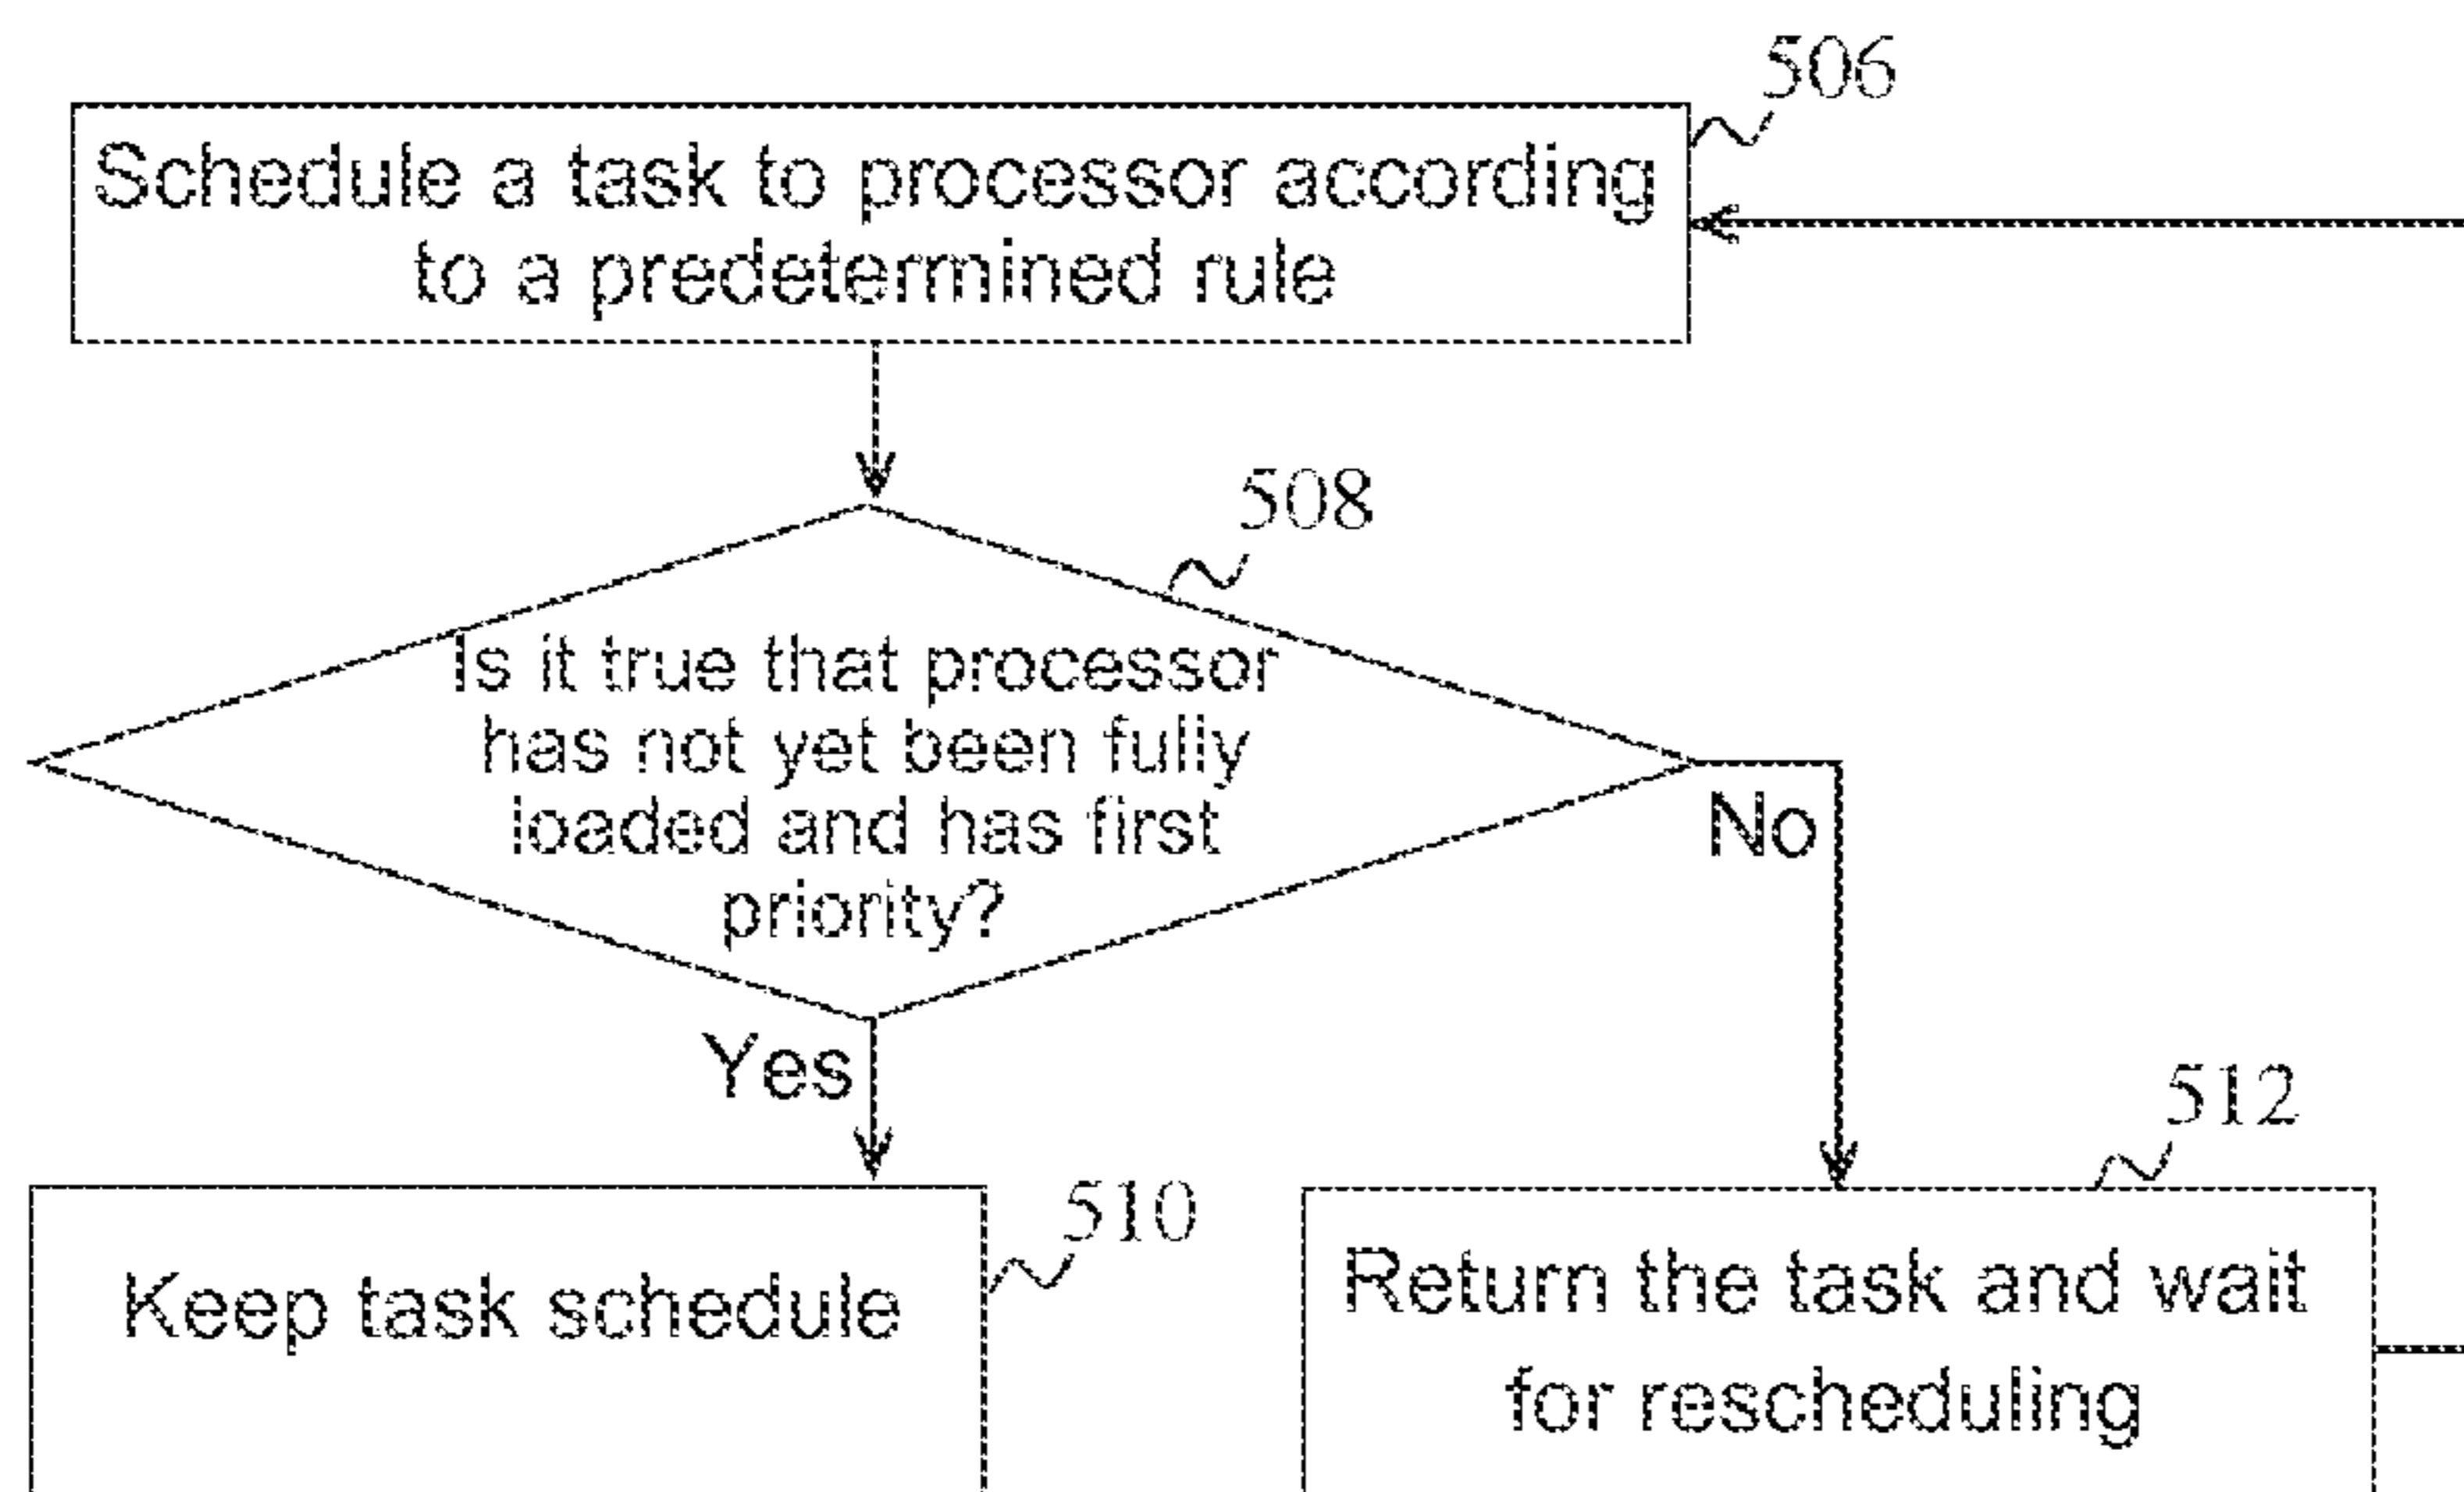 506
Schedule a task to processor according
to a predetermined rule
508
Is it true that processor
has not yet been fully
loaded and has first
priority?
No
Yes
512
510
Keep task schedule
Return the task and wait
for rescheduling